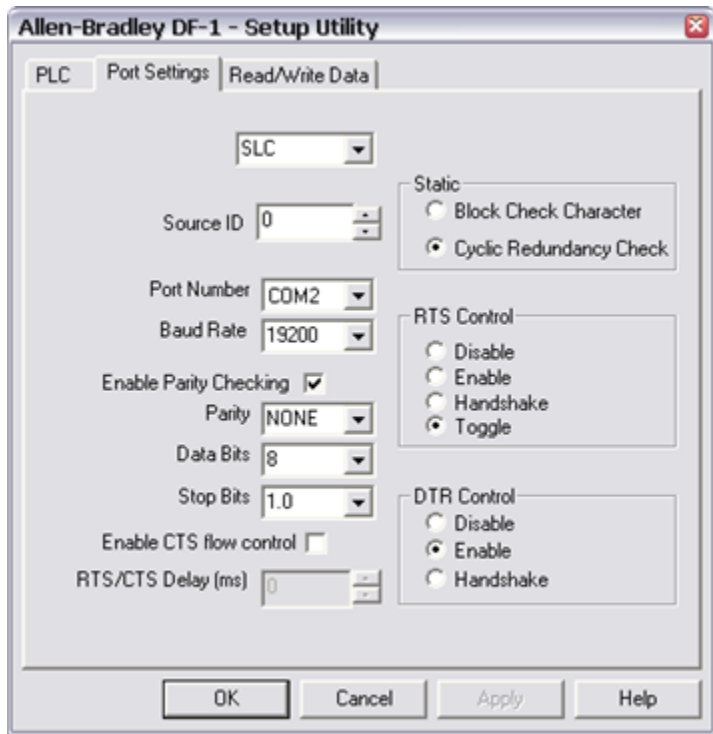 Allen-Bradley DF-1 - Setup Utility
PLC Port Settings Read/Write Data
SLC
Source ID 0
Port Number COM2
Baud Rate 19200
Enable Parity Checking
Parity NONE
Data Bits 8
Stop Bits 1.0
Enable CTS flow control
RTS/CTS Delay (ms) 0
Static
Block Check Character
Cyclic Redundancy Check
RTS Control
Disable
Enable
Handshake
Toggle
DTR Control
Disable
Enable
Handshake
OK Cancel Apply Help